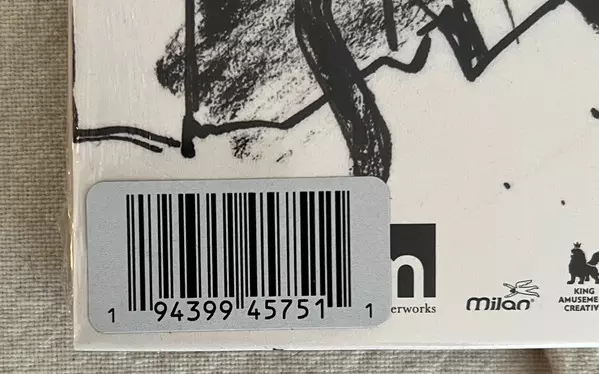 1 94399 45751 1
n
erworks
milan
KING
AMUSEME
CREATIV